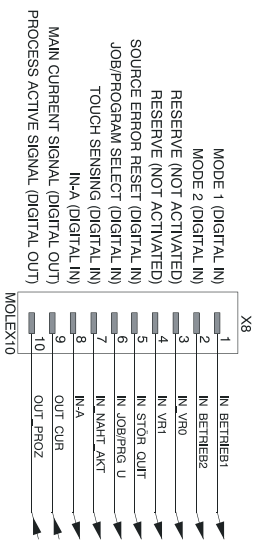 X8
MODE 1 (DIGITAL IN) 1 IN_BETRIEB1
MODE 2 (DIGITAL IN) 2 IN_BETRIEB2
RESERVE (NOT ACTIVATED) 3 IN_VR0
RESERVE (NOT ACTIVATED) 4 IN_VR1
SOURCE ERROR RESET (DIGITAL IN) 5 IN_STÖR_QUIT
JOB/PROGRAM SELECT (DIGITAL IN) 6 IN_JOB/PRG_U
TOUCH SENSING (DIGITAL IN) 7 IN_NAHT_AKT
IN-A (DIGITAL IN) 8 IN-A
MAIN CURRENT SIGNAL (DIGITAL OUT) 9 OUT_CUR
PROCESS ACTIVE SIGNAL (DIGITAL OUT) 10 OUT_PROZ
MOLEX10